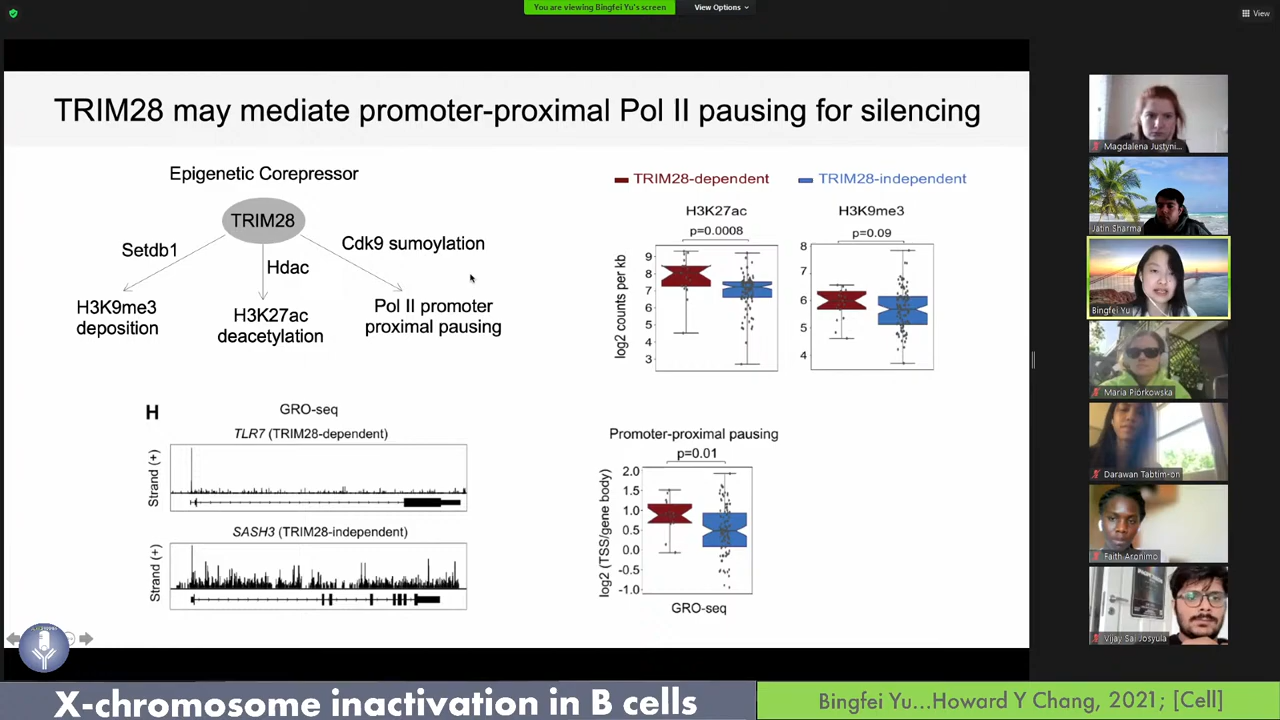 You are viewing Bingfei Yu's screen
View Options
View
TRIM28 may mediate promoter-proximal Pol II pausing for silencing
Epigenetic Corepressor
TRIM28
Setdb1
Hdac
Cdk9 sumoylation
H3K9me3
deposition
H3K27ac
deacetylation
Pol II promoter
proximal pausing
TRIM28-dependent
TRIM28-independent
H3K27ac
p=0.0008
log2 counts per kb
9
8
7
6
5
4
3
H3K9me3
p=0.09
8
7
6
5
4
H
GRO-seq
TLR7 (TRIM28-dependent)
Strand (+)
SASH3 (TRIM28-independent)
Strand (+)
Promoter-proximal pausing
p=0.01
log2 (TSS/gene body)
2.0
1.5
1.0
0.5
0.0
-0.5
-1.0
GRO-seq
Magdalena Justyni...
Jatin Sharma
Bingfei Yu
Maria Piórkowska
Darawan Tabtim-on
Faith Aronimo
Vijay Sai Josyula
X-chromosome inactivation in B cells
Bingfei Yu...Howard Y Chang, 2021; [Cell]